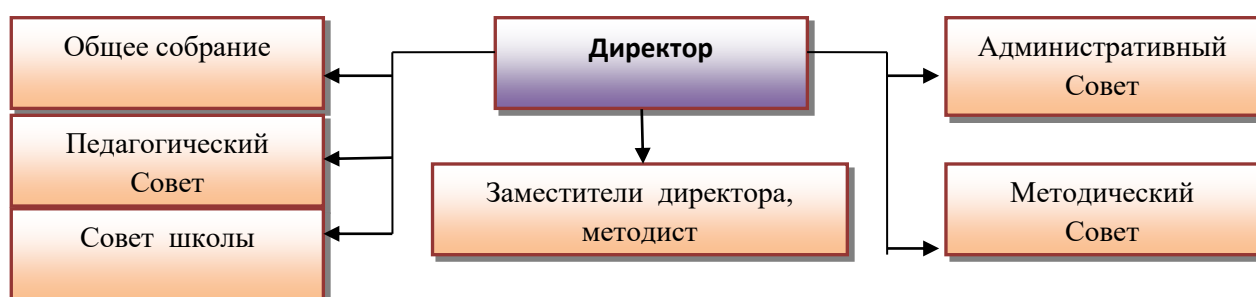 Общее собрание
Директор
Административный
Совет
Педагогический
Совет
Заместители директора,
методист
Методический
Совет
Совет школы